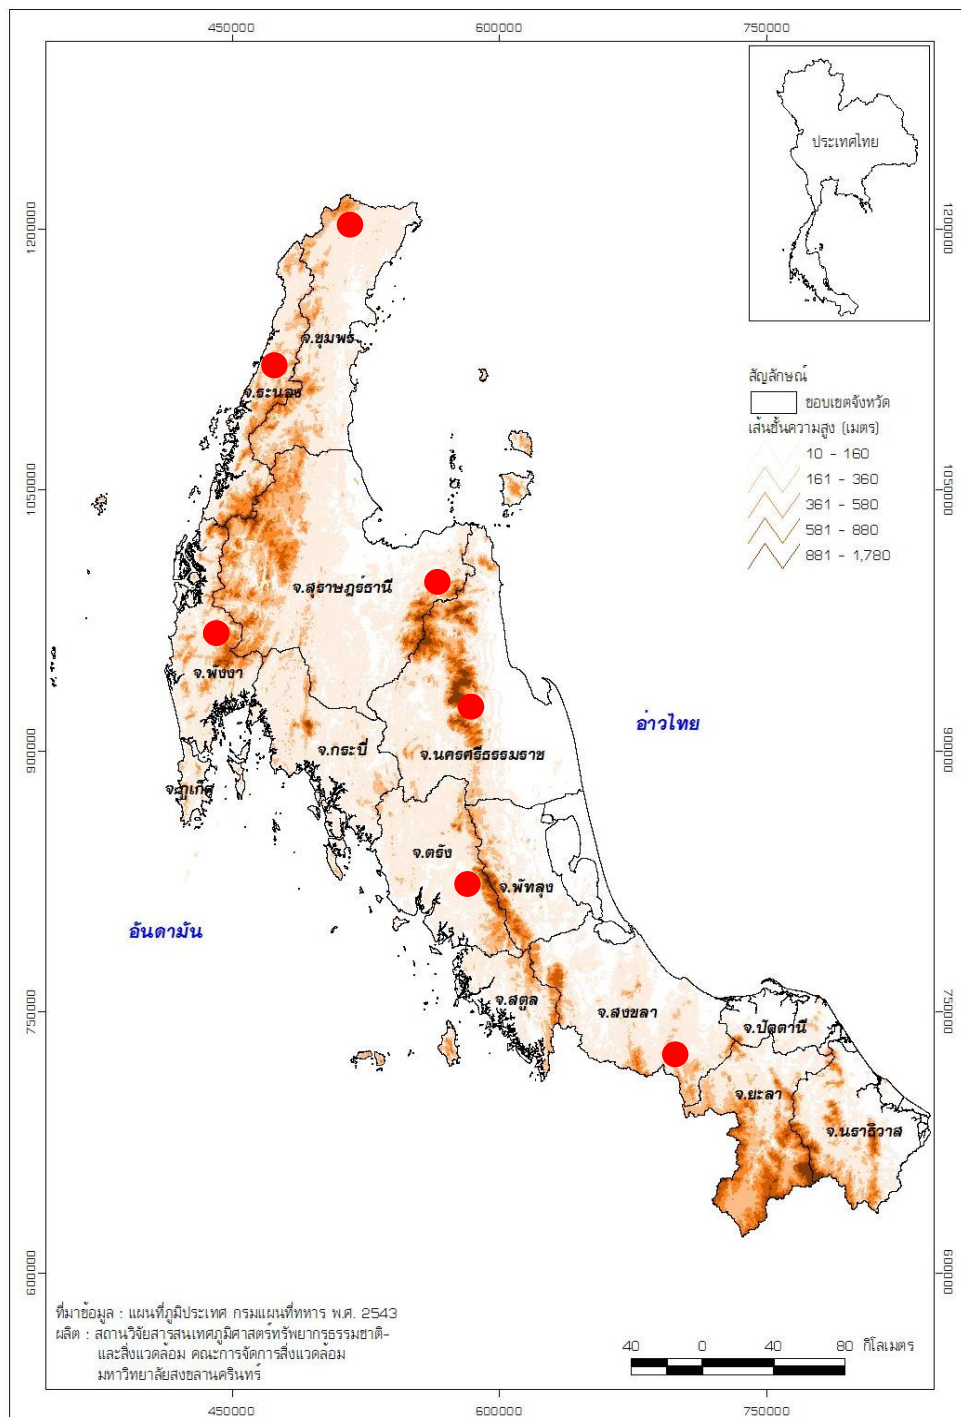 450000 600000 750000
ประเทศไทย
1200000 1200000
จ.ชุมพร
สัญลักษณ์
จ.ระนอง
ขอบเขตจังหวัด
เส้นชั้นความสูง (เมตร)
10 - 160
161 - 360
361 - 580
581 - 880
881 - 1,780
1050000 1050000
จ.สุราษฎร์ธานี
จ.พังงา
อ่าวไทย
จ.กระบี่
จ.นครศรีธรรมราช
900000 900000
จ.ภูเก็ต
จ.ตรัง
จ.พัทลุง
อันดามัน
จ.สตูล
จ.สงขลา
750000 750000
จ.ปัตตานี
จ.ยะลา
จ.นราธิวาส
600000 600000
ที่มาข้อมูล : แผนที่ภูมิประเทศ กรมแผนที่ทหาร พ.ศ. 2543
ผลิต : สถานวิจัยสารสนเทศภูมิศาสตร์ทรัพยากรธรรมชาติ-
และสิ่งแวดล้อม คณะการจัดการสิ่งแวดล้อม
มหาวิทยาลัยสงขลานครินทร์
40 0 40 80 กิโลเมตร
450000 600000 750000